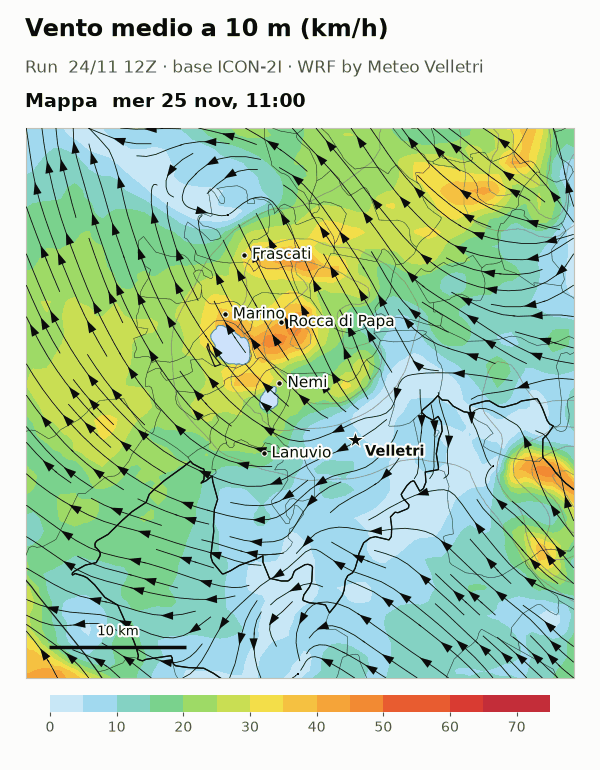 Vento medio a 10 m (km/h)
Run  24/11 12Z · base ICON-2I · WRF by Meteo Velletri
Mappa  mer 25 nov, 11:00
Frascati
Marino
Rocca di Papa
Nemi
Velletri
Lanuvio
10 km
0 10 20 30 40 50 60 70